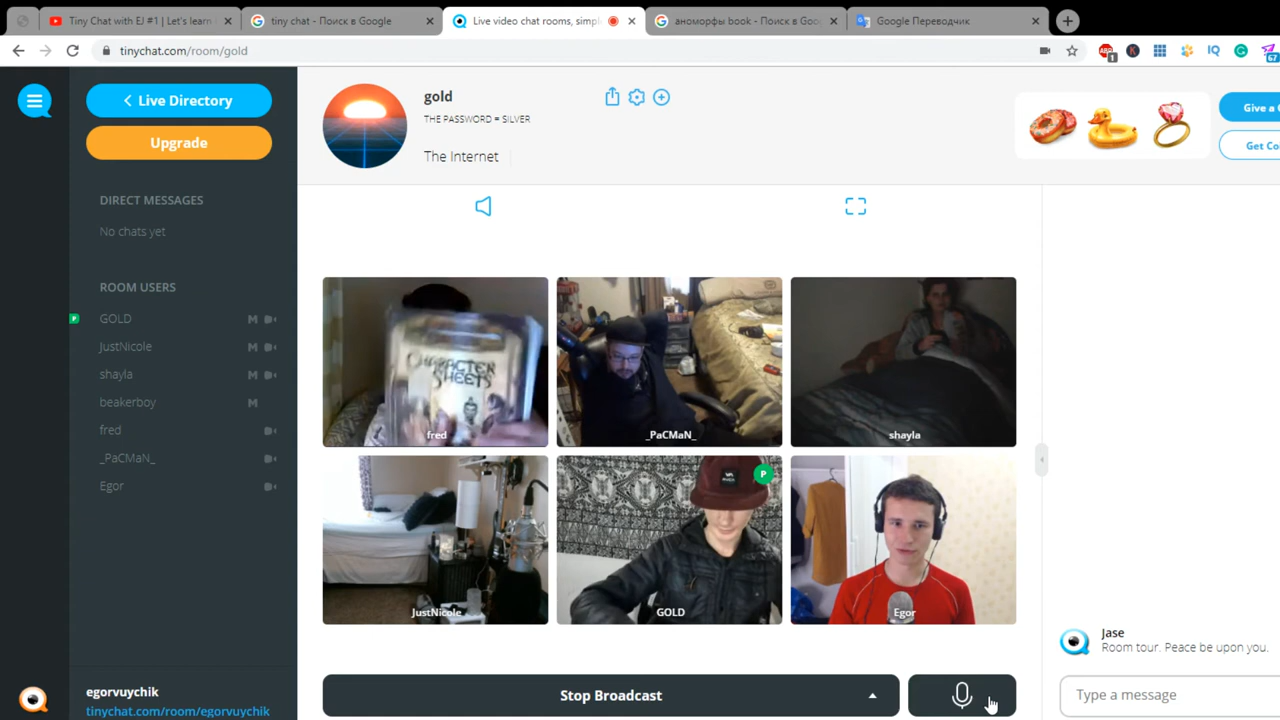 Tiny Chat with EJ #1 | Let's learn
tiny chat - Поиск в Google
Live video chat rooms, simpl
аноморфы book - Поиск в Goo
Google Переводчик
tinychat.com/room/gold
1
K
IQ
67
Live Directory
Upgrade
DIRECT MESSAGES
No chats yet
ROOM USERS
P GOLD M
JustNicole M
shayla M
beakerboy M
fred
_PaCMaN_
Egor
egorvuychik
tinychat.com/room/egorvuychik
gold
THE PASSWORD = SILVER
The Internet
Give a
Get Co
CHARACTER
SHEETS
fred
_PaCMaN_
shayla
JustNicole
P
GOLD
Egor
Stop Broadcast
Jase
Room tour. Peace be upon you.
Type a message